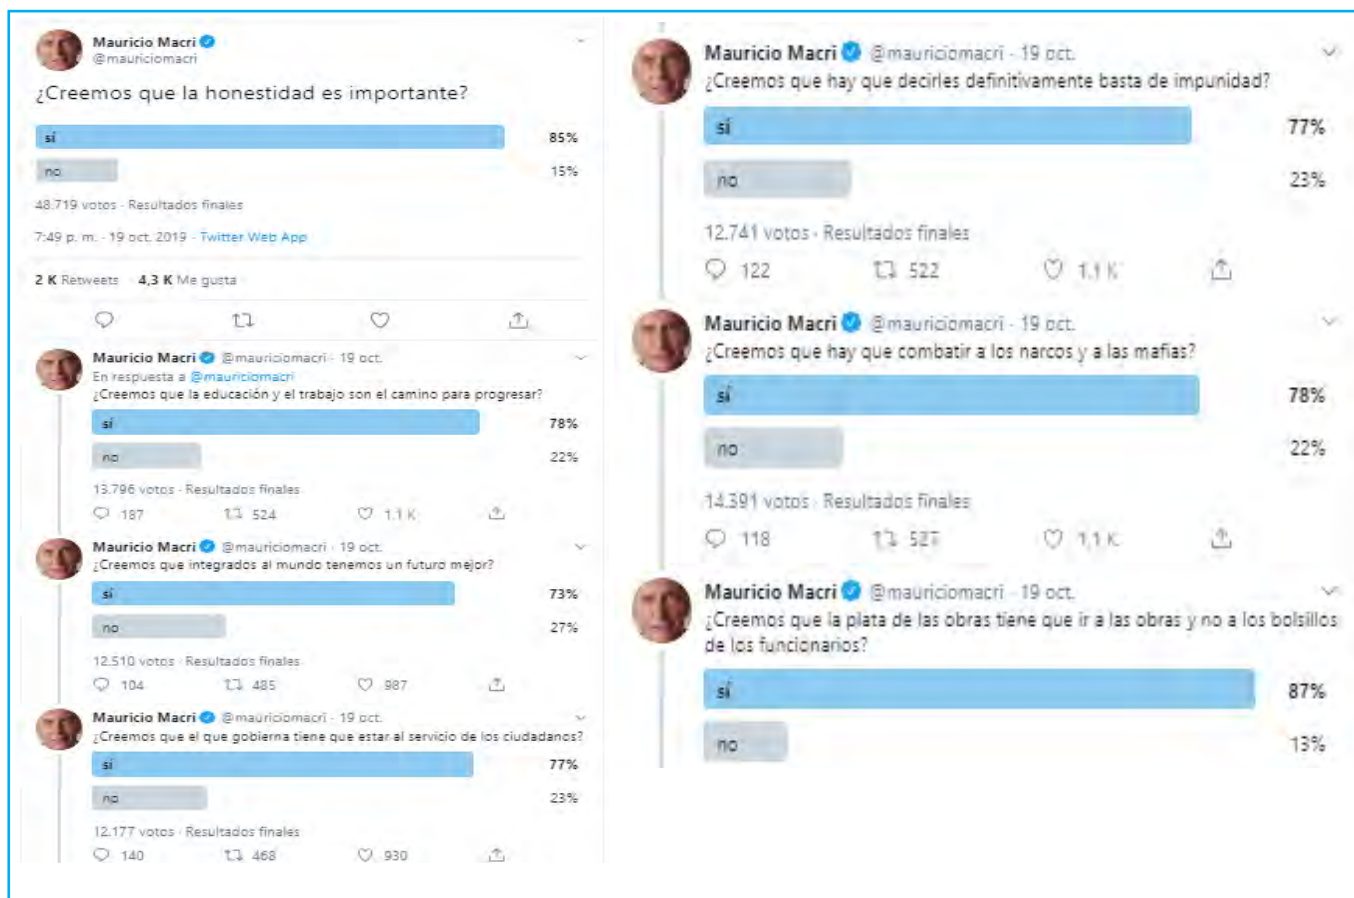 Mauricio Macri
@mauriciomacri
¿Creemos que la honestidad es importante?
sí 85%
no 15%
48.719 votos · Resultados finales
7:49 p. m. · 19 oct. 2019 · Twitter Web App
2 K Retweets 4,3 K Me gusta
Mauricio Macri @mauriciomacri · 19 oct.
En respuesta a @mauriciomacri
¿Creemos que la educación y el trabajo son el camino para progresar?
sí 78%
no 22%
13.796 votos · Resultados finales
187 524 1.1 K
Mauricio Macri @mauriciomacri · 19 oct.
¿Creemos que integrados al mundo tenemos un futuro mejor?
sí 73%
no 27%
12.510 votos · Resultados finales
104 485 987
Mauricio Macri @mauriciomacri · 19 oct.
¿Creemos que el que gobierna tiene que estar al servicio de los ciudadanos?
sí 77%
no 23%
12.177 votos · Resultados finales
140 468 930
Mauricio Macri @mauriciomacri · 19 oct.
¿Creemos que hay que decirles definitivamente basta de impunidad?
sí 77%
no 23%
12.741 votos · Resultados finales
122 522 1.1 K
Mauricio Macri @mauriciomacri · 19 oct.
¿Creemos que hay que combatir a los narcos y a las mafias?
sí 78%
no 22%
14.391 votos · Resultados finales
118 1,1 K
Mauricio Macri @mauriciomacri · 19 oct.
¿Creemos que la plata de las obras tiene que ir a las obras y no a los bolsillos
de los funcionarios?
sí 87%
no 13%